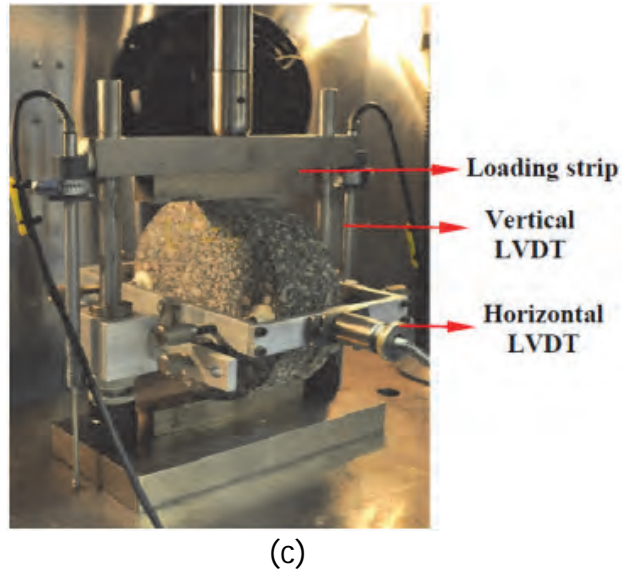 Loading strip
Vertical
LVDT
Horizontal
LVDT
(c)